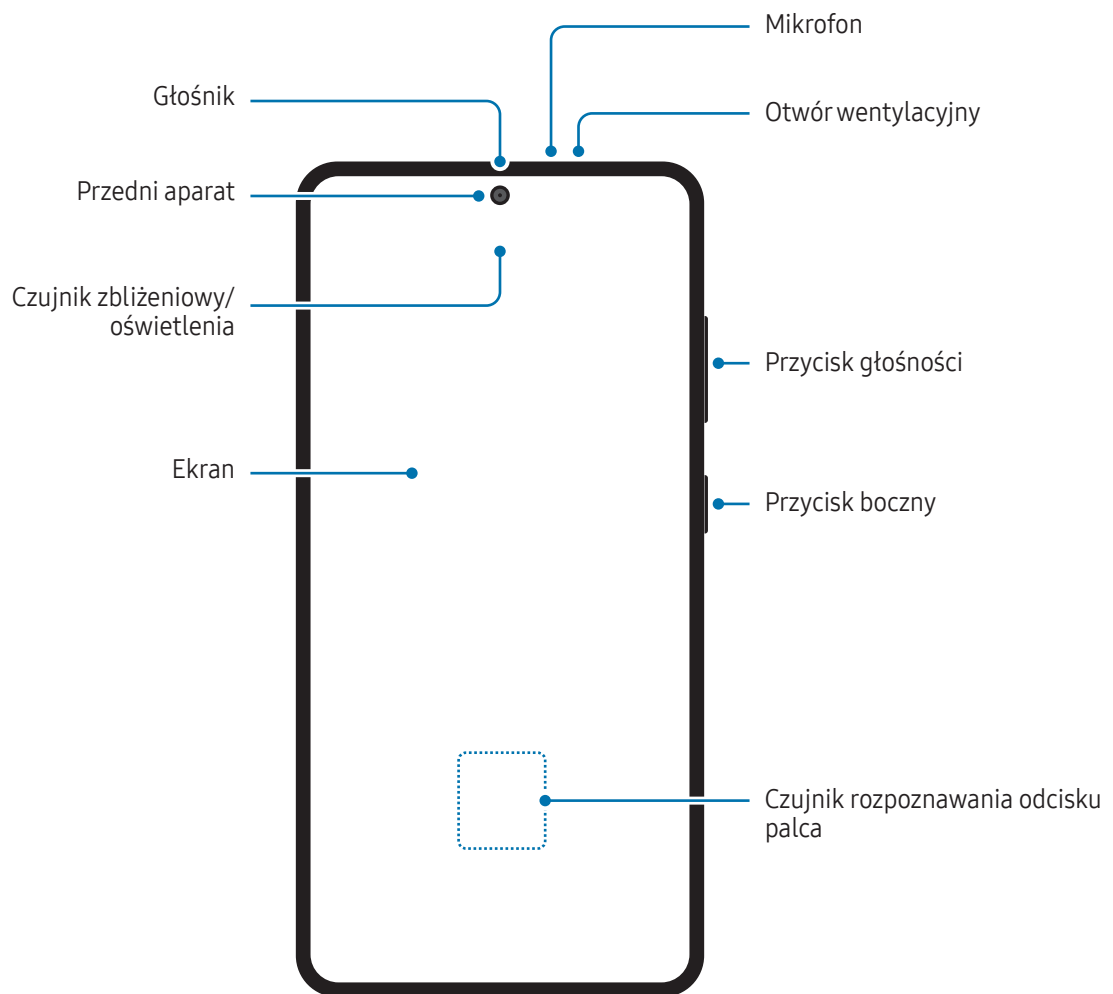 Mikrofon
Głośnik
Otwór wentylacyjny
Przedni aparat
Czujnik zbliżeniowy/
oświetlenia
Przycisk głośności
Ekran
Przycisk boczny
Czujnik rozpoznawania odcisku
palca